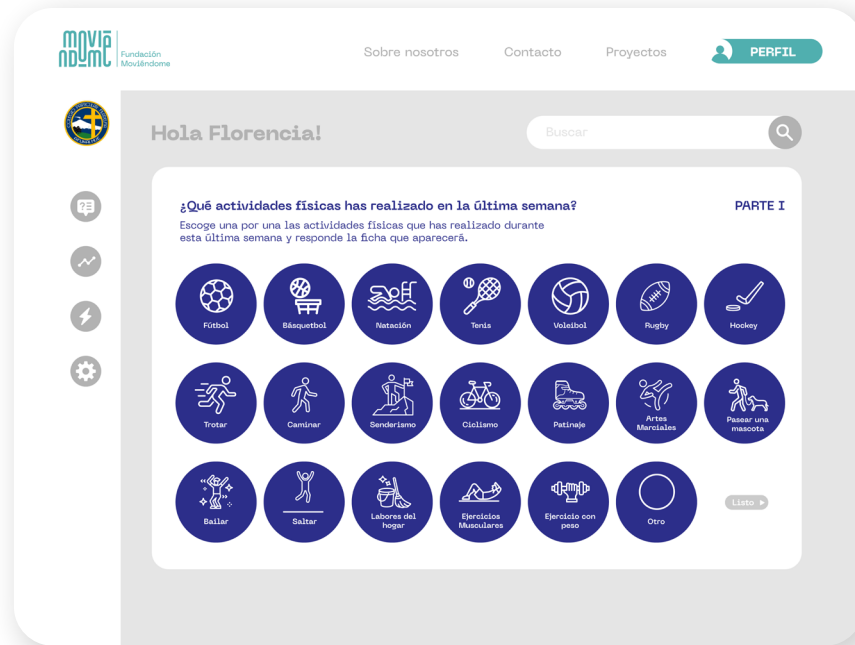 MOVIÉNDOME
Fundación
Moviéndome
Sobre nosotros
Contacto
Proyectos
PERFIL
Hola Florencia!
Buscar
¿Qué actividades físicas has realizado en la última semana?
PARTE I
Escoge una por una las actividades físicas que has realizado durante
esta última semana y responde la ficha que aparecerá.
Fútbol
Básquetbol
Natación
Tenis
Voleibol
Rugby
Hockey
Trotar
Caminar
Senderismo
Ciclismo
Patinaje
Artes
Marciales
Pasear una
mascota
Bailar
Saltar
Labores del
hogar
Ejercicios
Musculares
Ejercicio con
peso
Otro
Listo